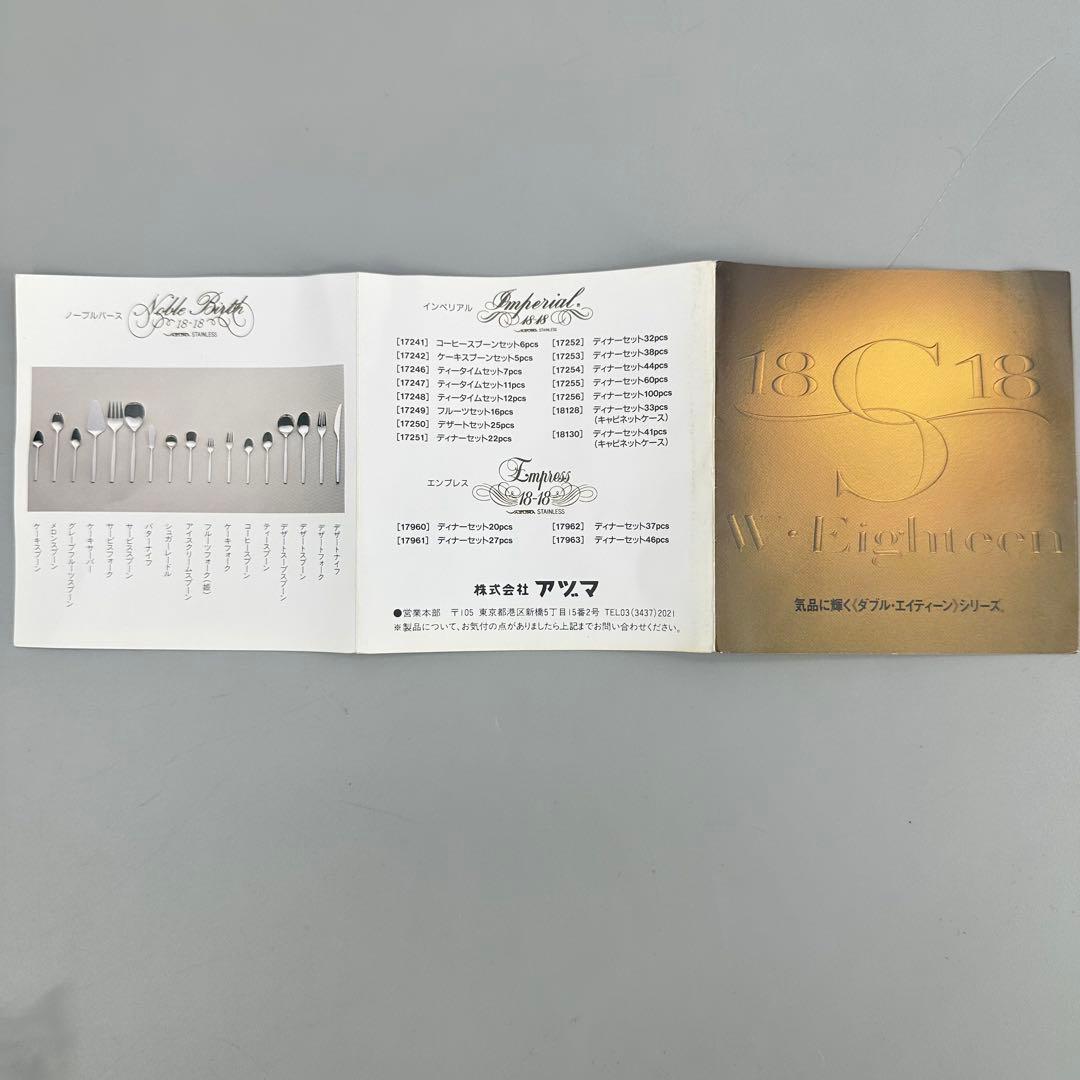 ノーブルバース
Noble Birth
18-18
STAINLESS
デザートナイフ
デザートフォーク
デザートスプーン
デザートスープスプーン
ティースプーン
コーヒースプーン
ケーキフォーク
フルーツフォーク(姫)
アイスクリームスプーン
シュガーレードル
バターナイフ
サービススプーン
サービスフォーク
ケーキサーバー
グレープフルーツスプーン
メロンスプーン
ケーキスプーン
インペリアル
Imperial
18-18
STAINLESS
[17241] コーヒースプーンセット6pcs
[17242] ケーキスプーンセット5pcs
[17246] ティータイムセット7pcs
[17247] ティータイムセット11pcs
[17248] ティータイムセット12pcs
[17249] フルーツセット16pcs
[17250] デザートセット25pcs
[17251] ディナーセット22pcs
[17252] ディナーセット32pcs
[17253] ディナーセット38pcs
[17254] ディナーセット44pcs
[17255] ディナーセット60pcs
[17256] ディナーセット100pcs
[18128] ディナーセット33pcs
(キャビネットケース)
[18130] ディナーセット41pcs
(キャビネットケース)
エンプレス
Empress
18-18
STAINLESS
[17960] ディナーセット20pcs
[17961] ディナーセット27pcs
[17962] ディナーセット37pcs
[17963] ディナーセット46pcs
株式会社 アヅマ
●営業本部 〒105 東京都港区新橋5丁目15番2号 TEL03(3437)2021
※製品について、お気付の点がありましたら上記までお問い合わせください。
18 S 18
W・Eighteen
気品に輝く《ダブル・エイティーン》シリーズ。